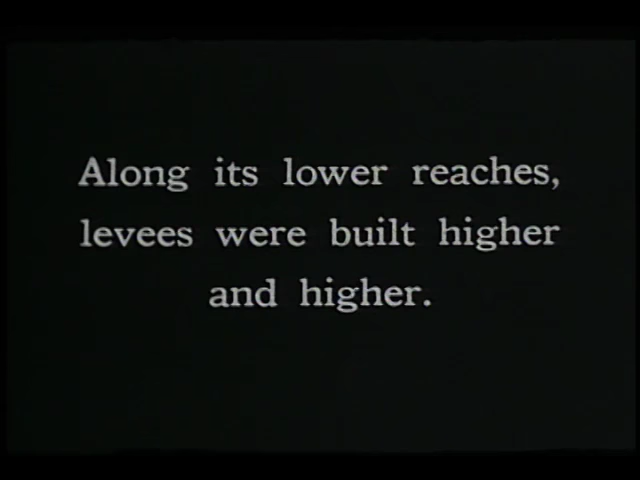 Along its lower reaches,
levees were built higher
and higher.